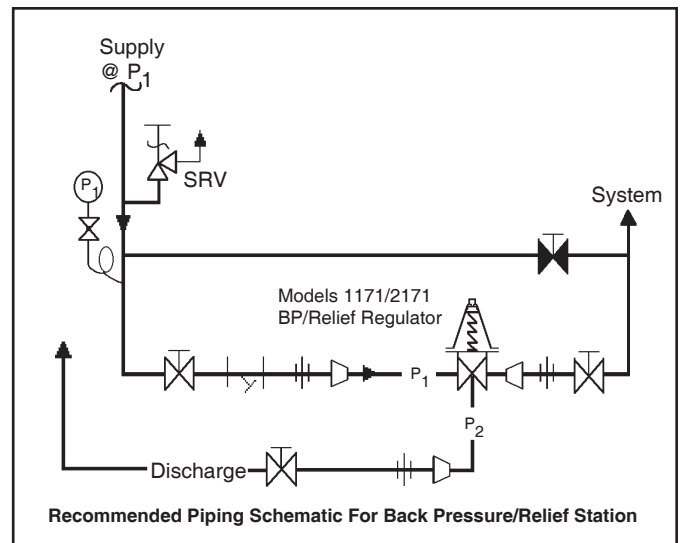 Supply
@ P1
SRV
P1
System
Models 1171/2171
BP/Relief Regulator
P1
P2
Discharge
Recommended Piping Schematic For Back Pressure/Relief Station